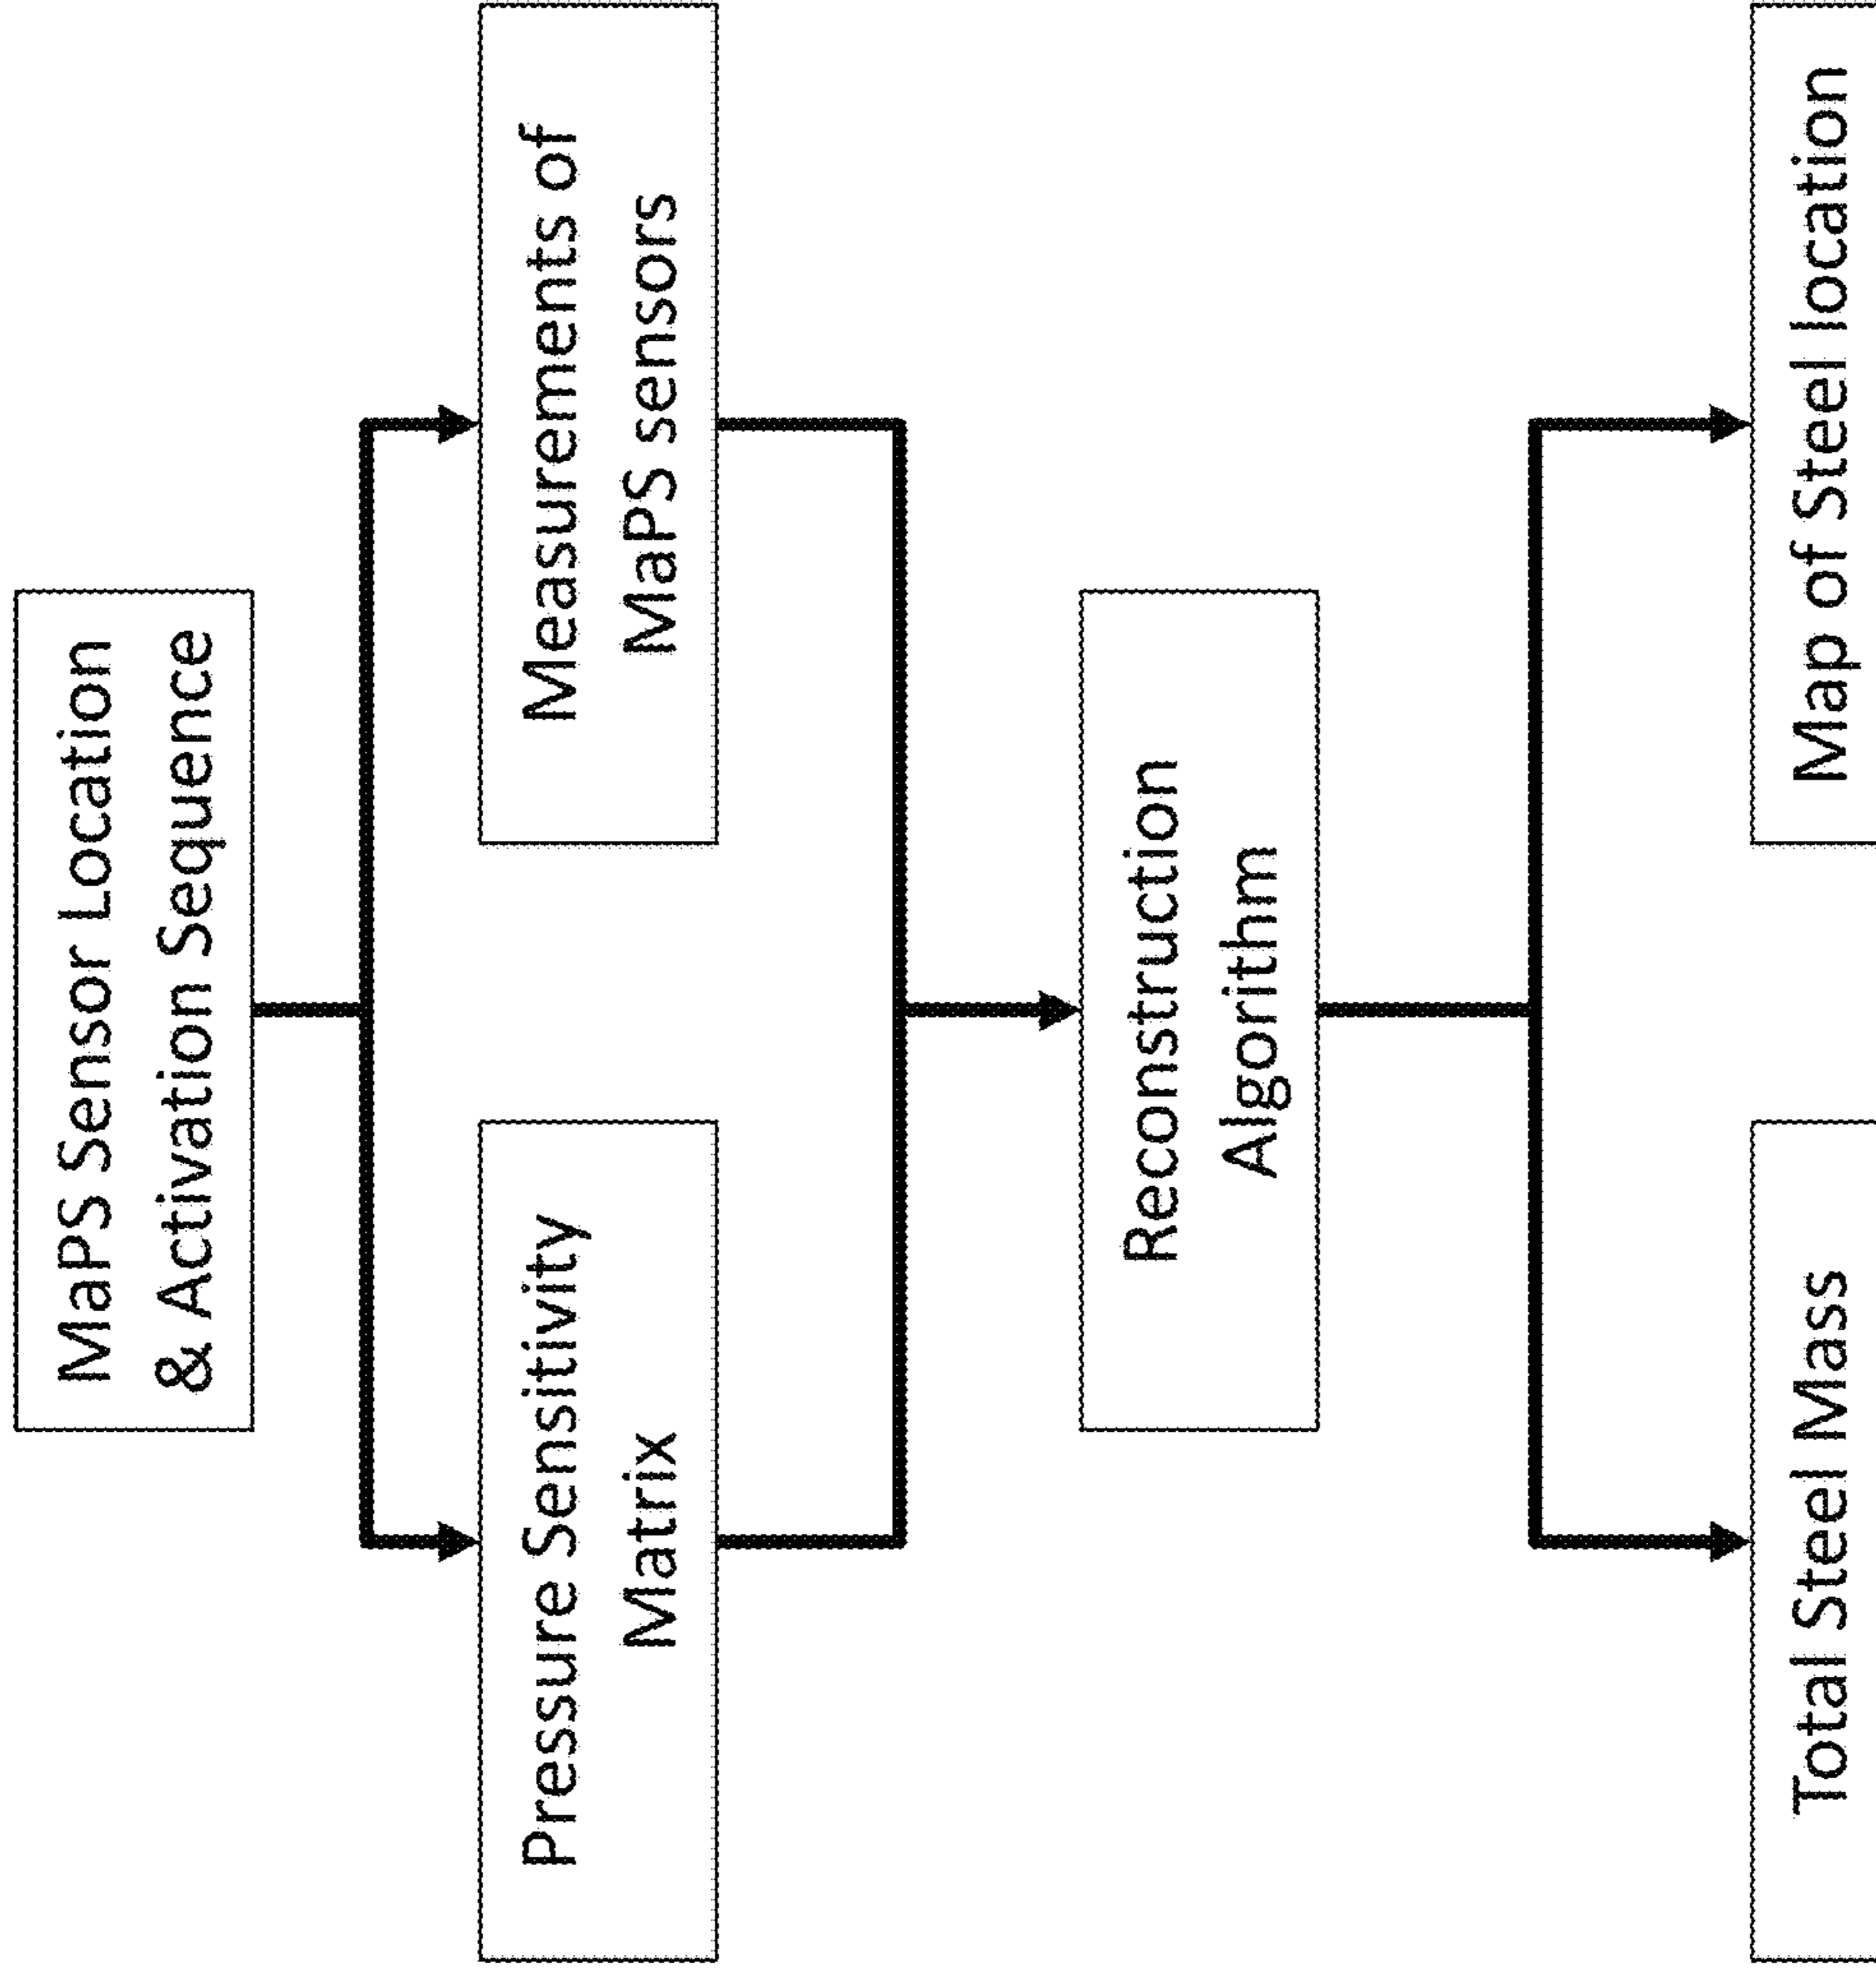 MaPS Sensor Location
& Activation Sequence
Pressure Sensitivity
Matrix
Measurements of
MaPS sensors
Reconstruction
Algorithm
Total Steel Mass
Map of Steel location